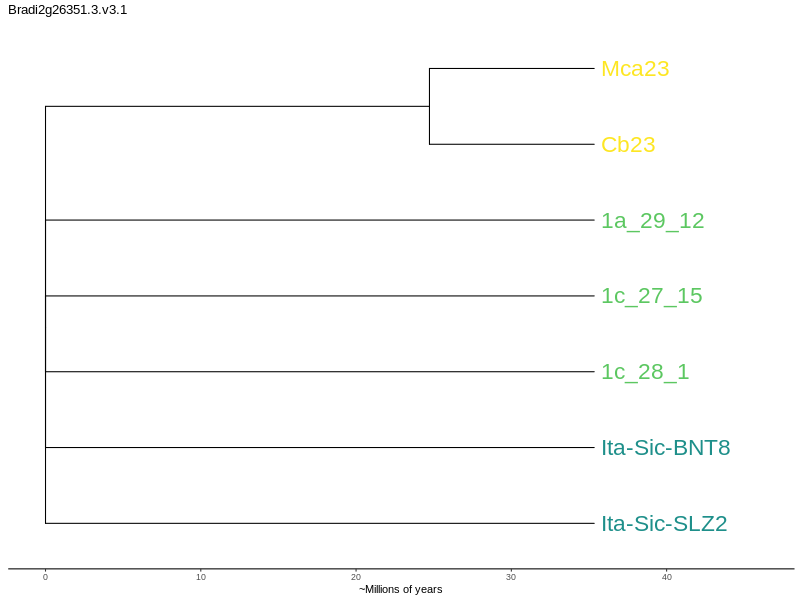 Bradi2g26351.3.v3.1
Mca23
Cb23
1a_29_12
1c_27_15
1c_28_1
Ita-Sic-BNT8
Ita-Sic-SLZ2
0 10 20 30 40
~Millions of years